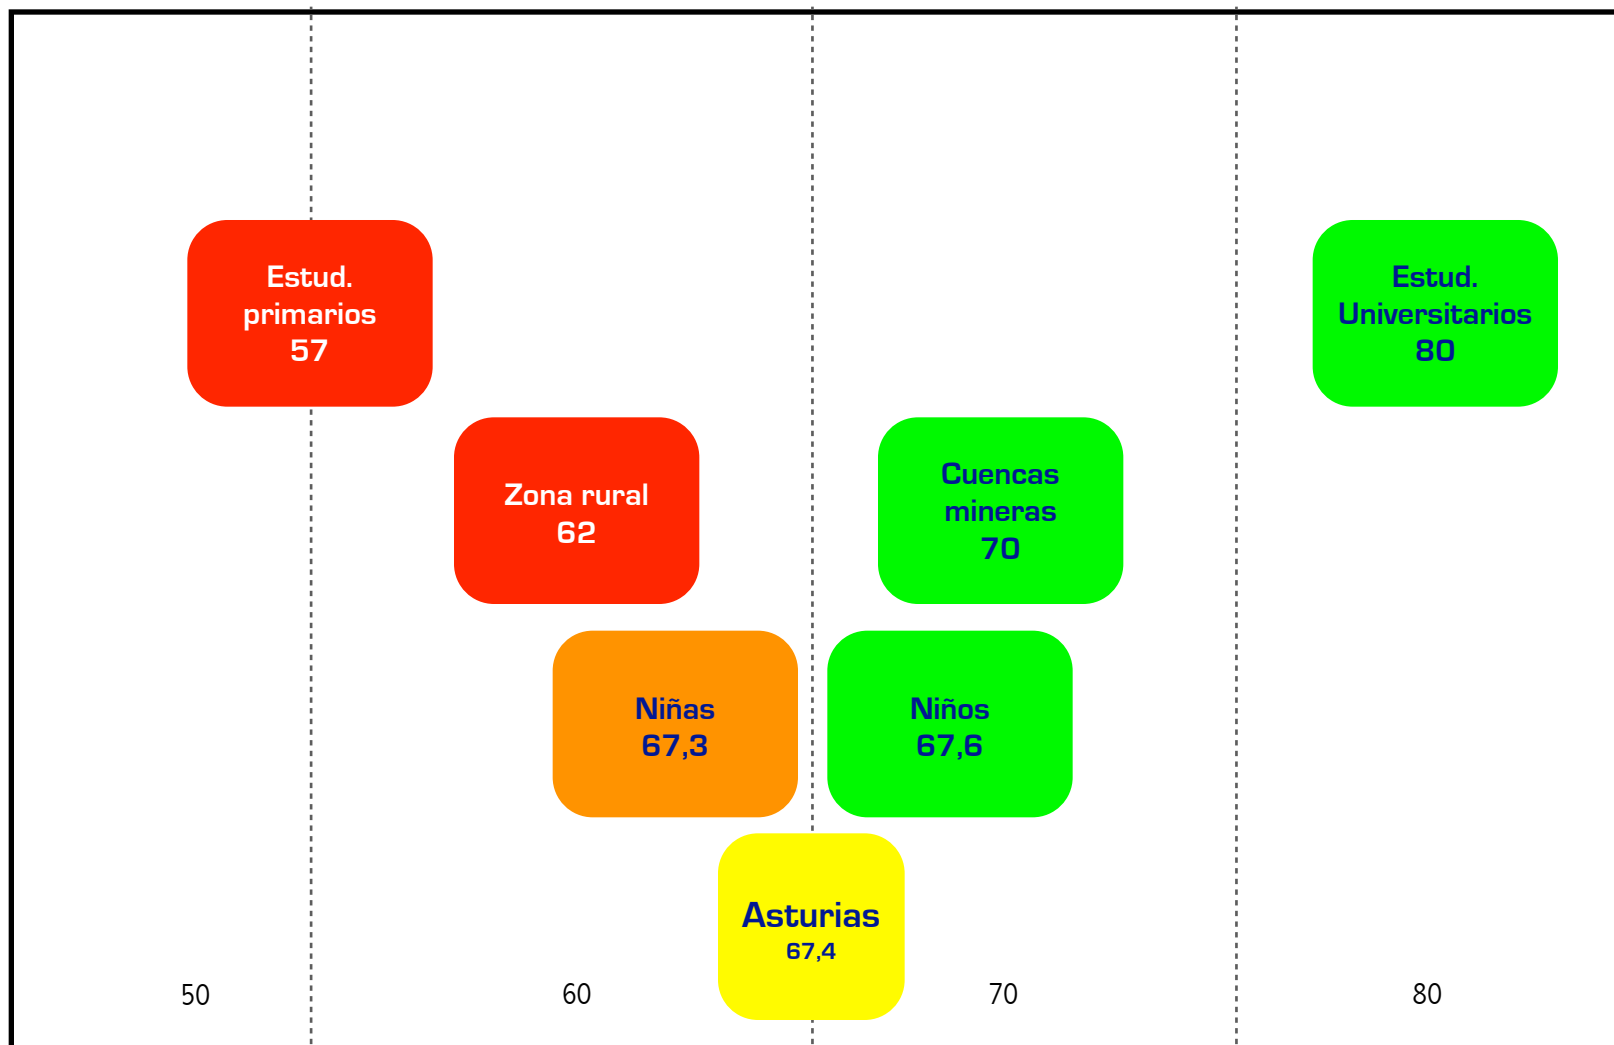 Estud.
primarios
57
Estud.
Universitarios
80
Zona rural
62
Cuencas
mineras
70
Niñas
67,3
Niños
67,6
Asturias
67,4
50
60
70
80